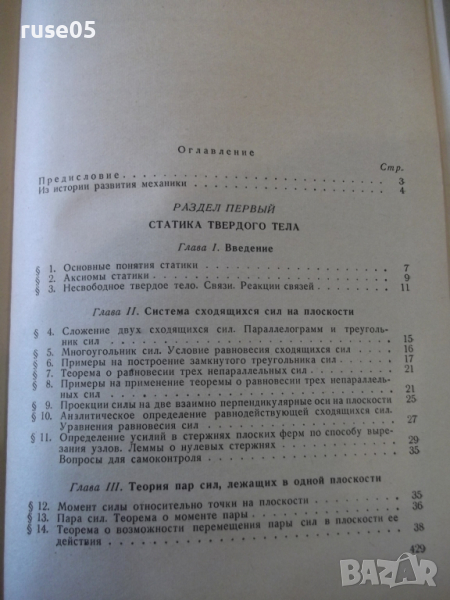 ruse05
Оглавление
Стр.
Предисловие . . . . . . . . . . 3
Из истории развития механики . . . . . . . . . . 4
РАЗДЕЛ ПЕРВЫЙ
СТАТИКА ТВЕРДОГО ТЕЛА
Глава I. Введение
§ 1. Основные понятия статики . . . . . . . . . . 7
§ 2. Аксиомы статики . . . . . . . . . . 9
§ 3. Несвободное твердое тело. Связи. Реакции связей . . . . . . . . . . 11
Глава II. Система сходящихся сил на плоскости
§ 4. Сложение двух сходящихся сил. Параллелограмм и треуголь-
ник сил . . . . . . . . . . 15
§ 5. Многоугольник сил. Условие равновесия сходящихся сил . . . 16
§ 6. Примеры на построение замкнутого треугольника сил . . . . 17
§ 7. Теорема о равновесии трех непараллельных сил . . . . . . 21
§ 8. Примеры на применение теоремы о равновесии трех непараллель-
ных сил . . . . . . . . . . 21
§ 9. Проекции силы на две взаимно перпендикулярные оси на плоскости 25
§ 10. Аналитическое определение равнодействующей сходящихся сил.
Уравнения равновесия сил . . . . . . . . . . 27
§ 11. Определение усилий в стержнях плоских ферм по способу выре-
зания узлов. Леммы о нулевых стержнях . . . . . . . . . . 29
Вопросы для самоконтроля . . . . . . . . . . 35
Глава III. Теория пар сил, лежащих в одной плоскости
§ 12. Момент силы относительно точки на плоскости . . . . . . 35
§ 13. Пара сил. Теорема о моменте пары . . . . . . . . . . 36
§ 14. Теорема о возможности перемещения пары сил в плоскости ее
действия . . . . . . . . . . 38
429
BAZAR